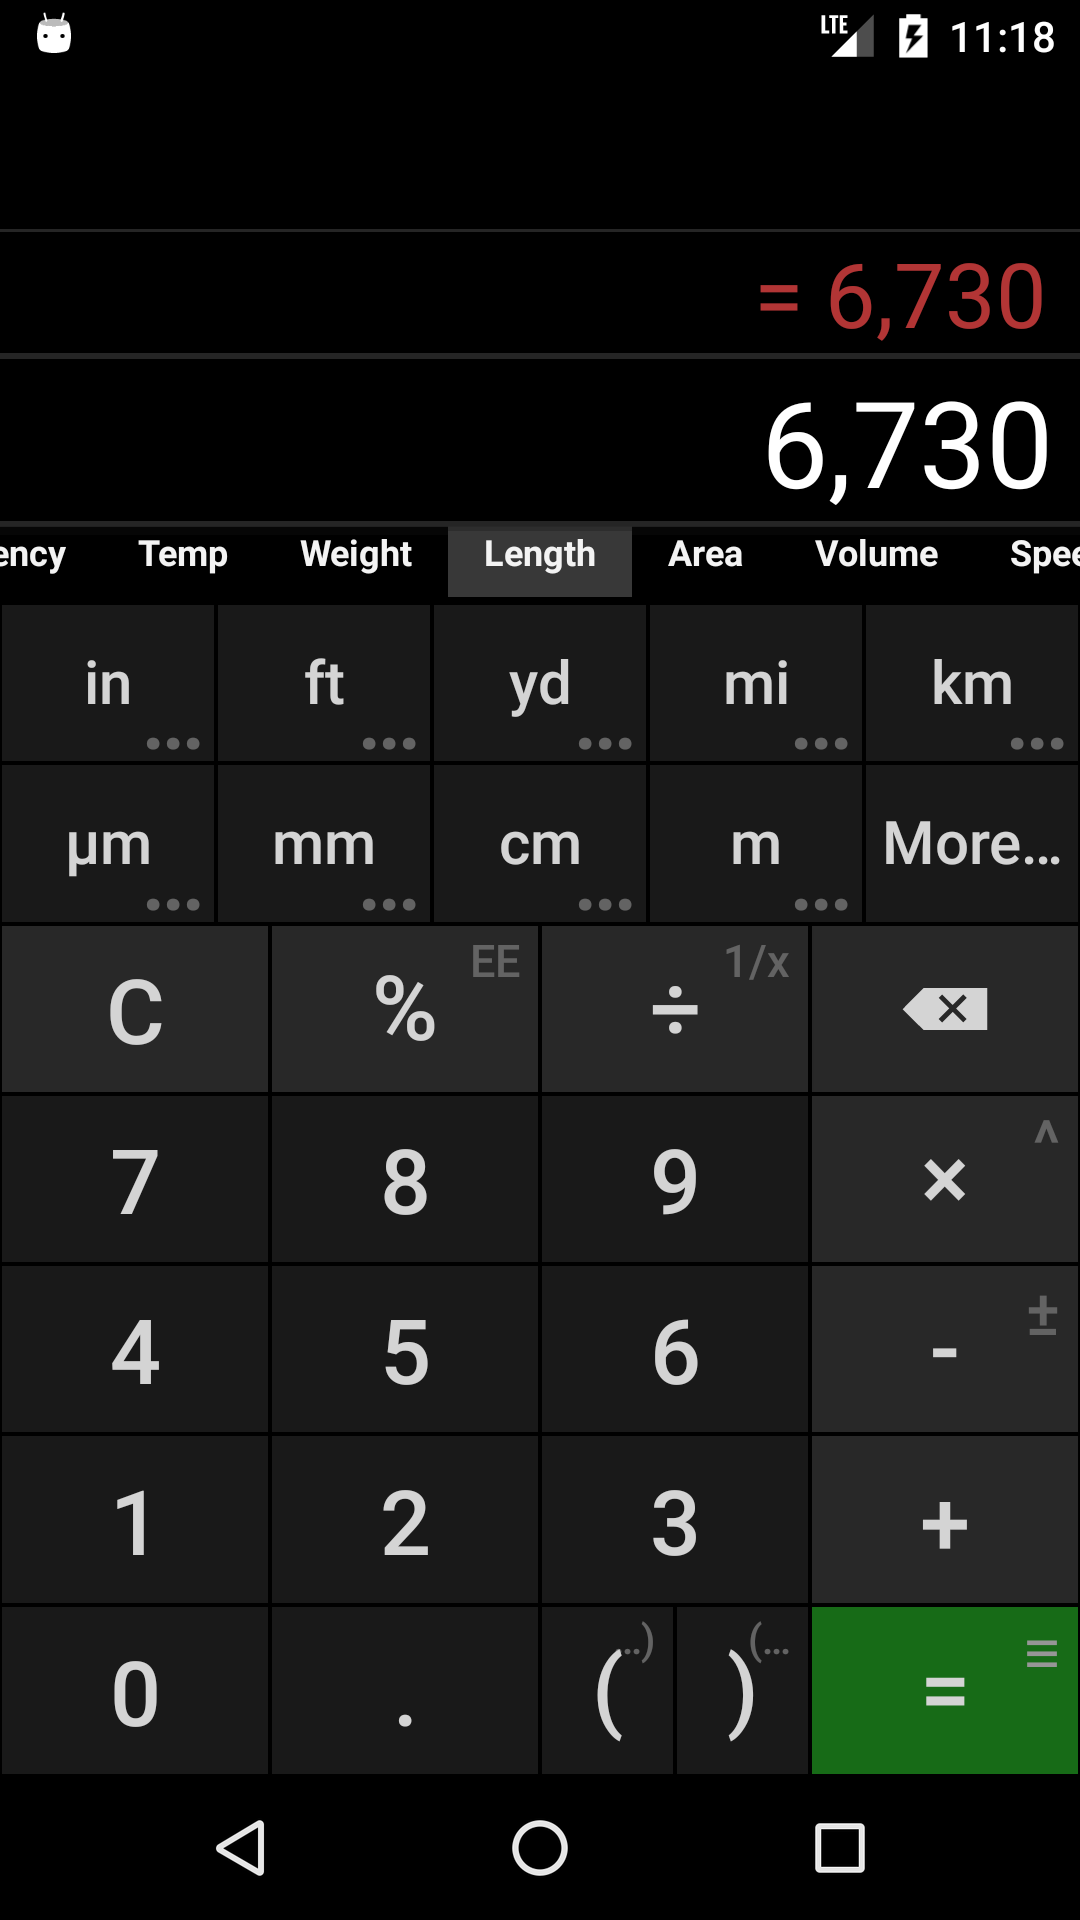 LTE 11:18
= 6,730
6,730
ency Temp Weight Length Area Volume Spee
in ft yd mi km
µm mm cm m More...
C % EE ÷ 1/x
7 8 9 × ^
4 5 6 - ±
1 2 3 +
0 . ( ..) ) (... =